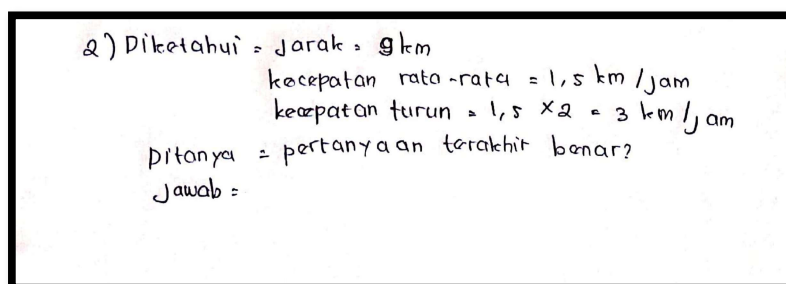 2) Diketahui = Jarak = 9 km
kecepatan rata-rata = 1,5 km/jam
kecepatan turun = 1,5 x2 = 3 km/jam
Ditanya = pertanyaan terakhir benar?
Jawab =